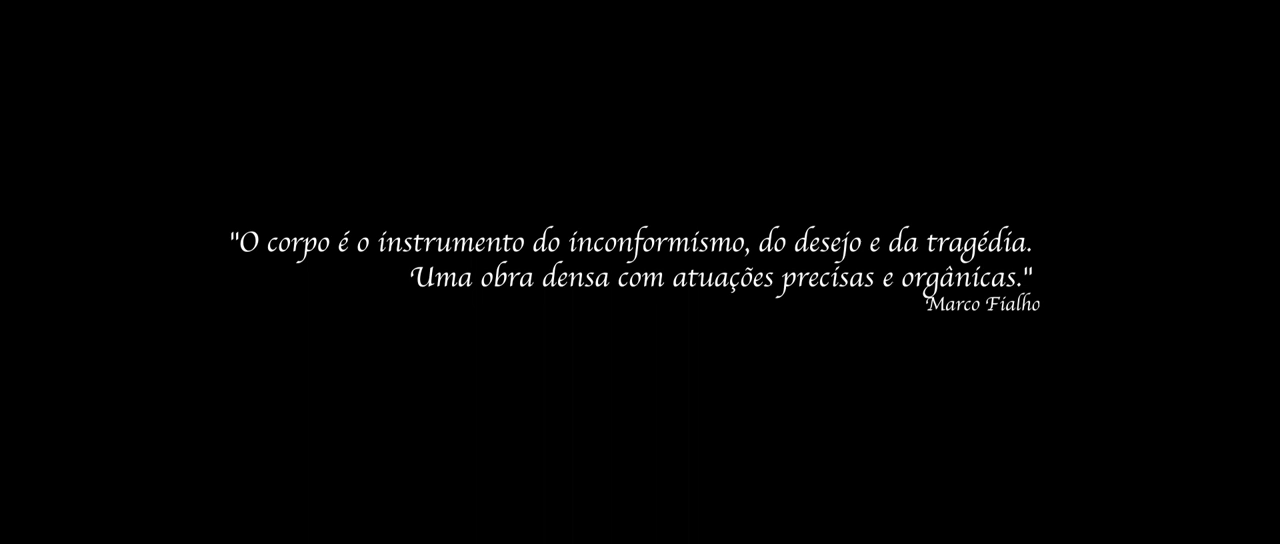 "O corpo é o instrumento do inconformismo, do desejo e da tragédia.
Uma obra densa com atuações precisas e orgânicas."
Marco Fialho